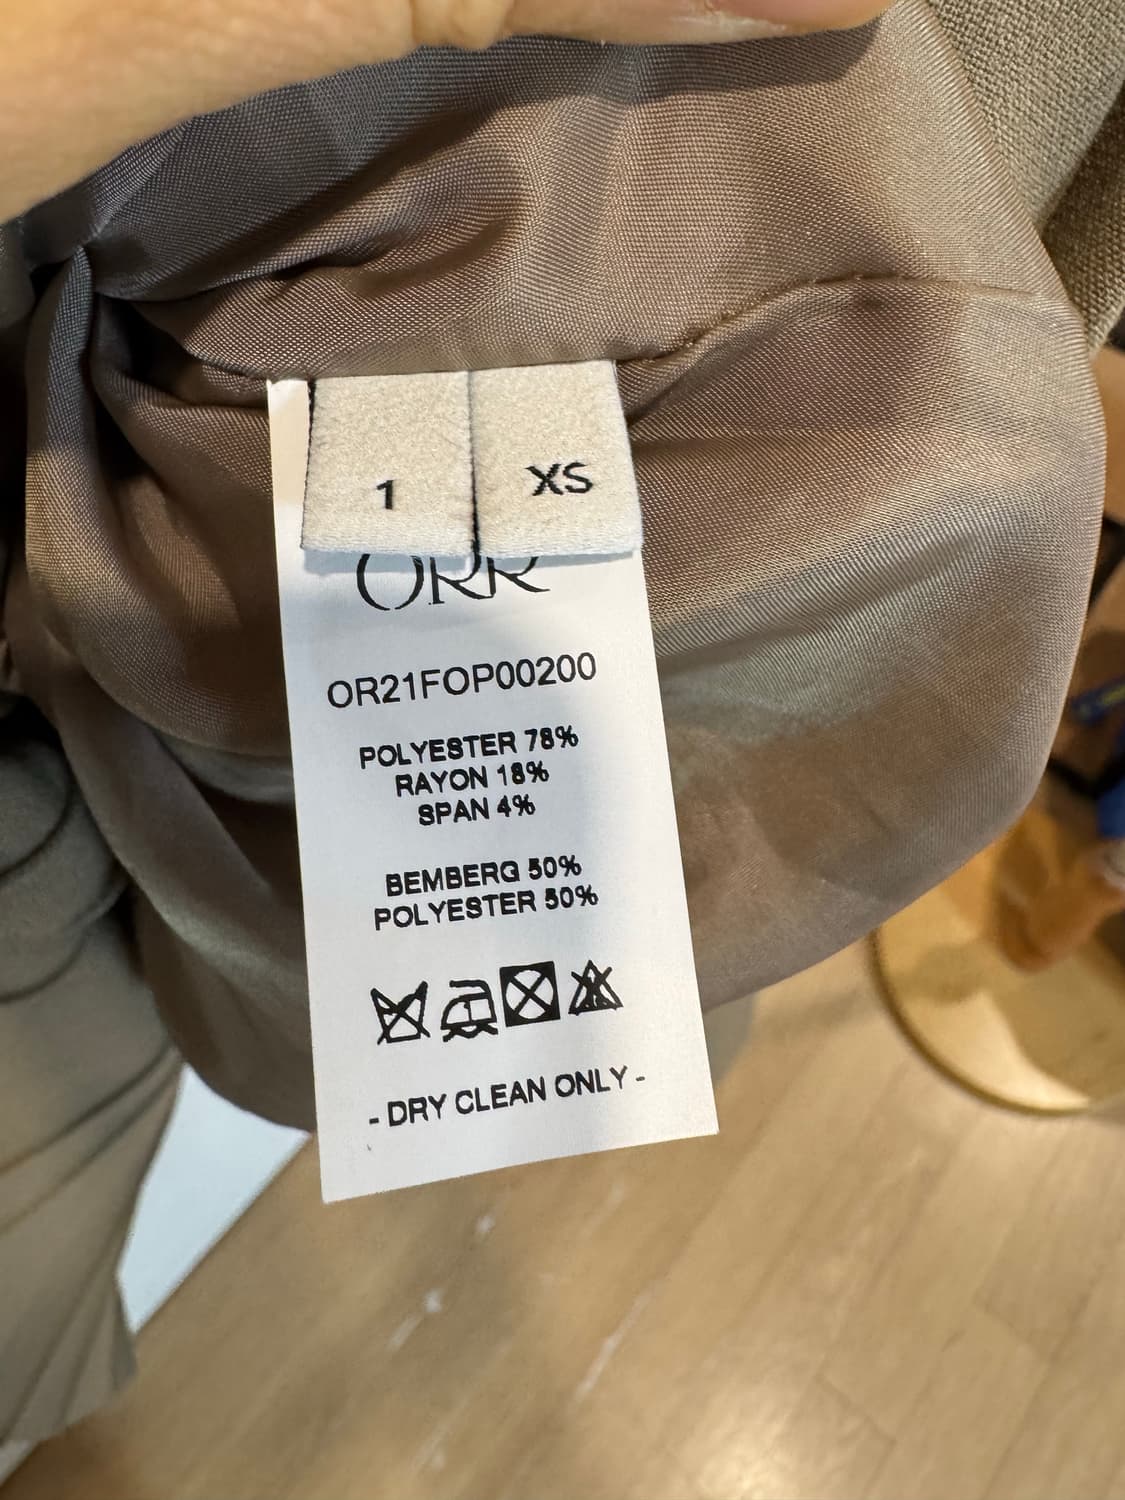 1
XS
ORR
OR21FOP00200
POLYESTER 78%
RAYON 18%
SPAN 4%
BEMBERG 50%
POLYESTER 50%
- DRY CLEAN ONLY -